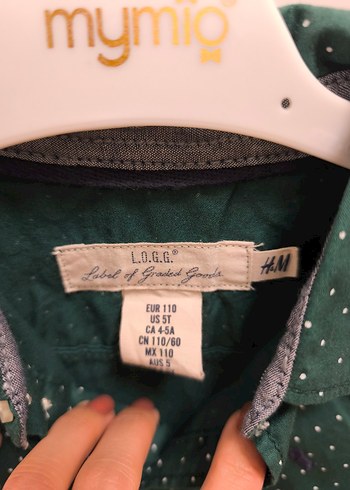 mymio
L.O.G.G.®
Label of Graded Goods
H&M
EUR 110
US 5T
CA 4-5A
CN 110/60
MX 110
AUS 5